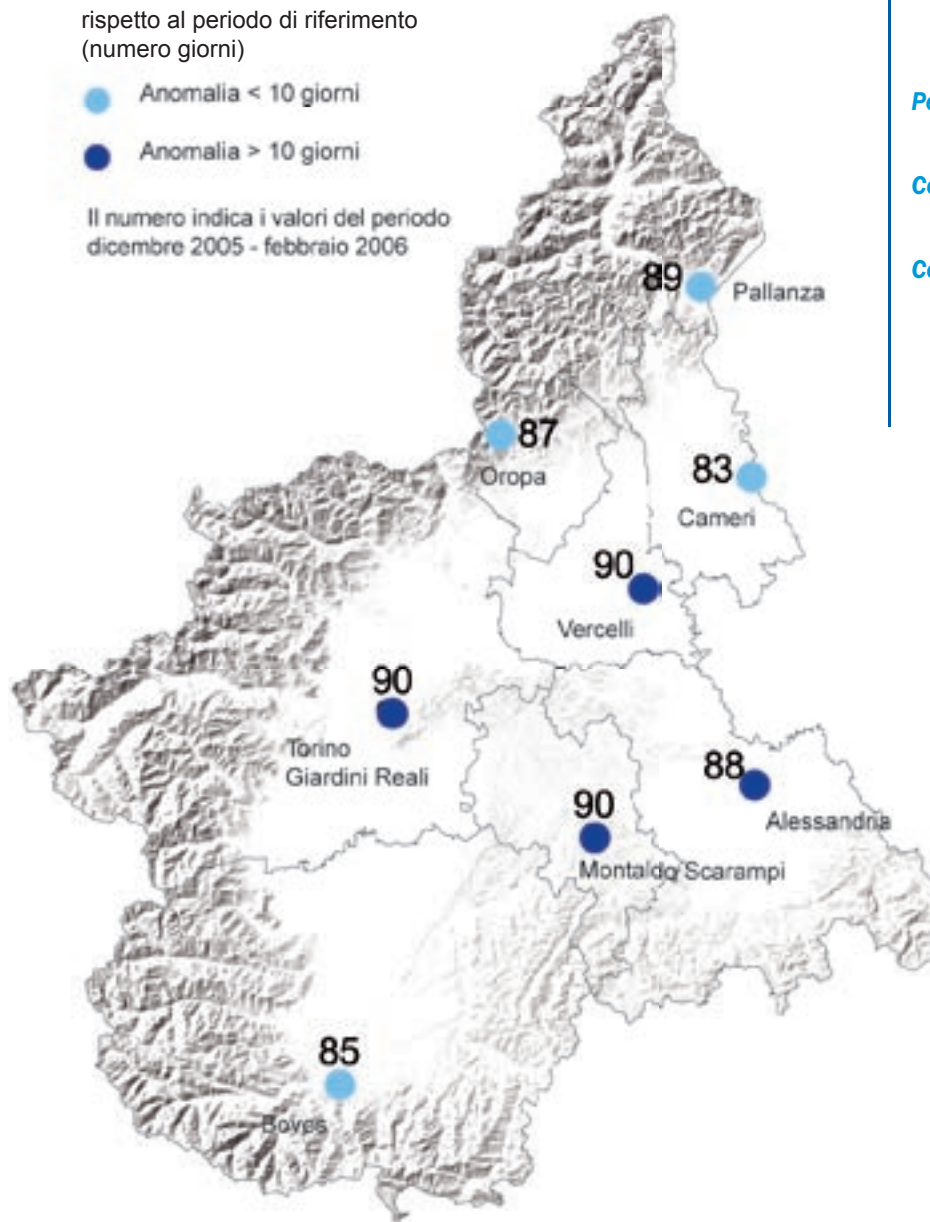 rispetto al periodo di riferimento
(numero giorni)
Anomalia < 10 giorni
Anomalia > 10 giorni
Il numero indica i valori del periodo
dicembre 2005 - febbraio 2006
89
Pallanza
87
Oropa
83
Cameri
90
Vercelli
90
Torino
Giardini Reali
88
Alessandria
90
Montaldo Scarampi
85
Boves